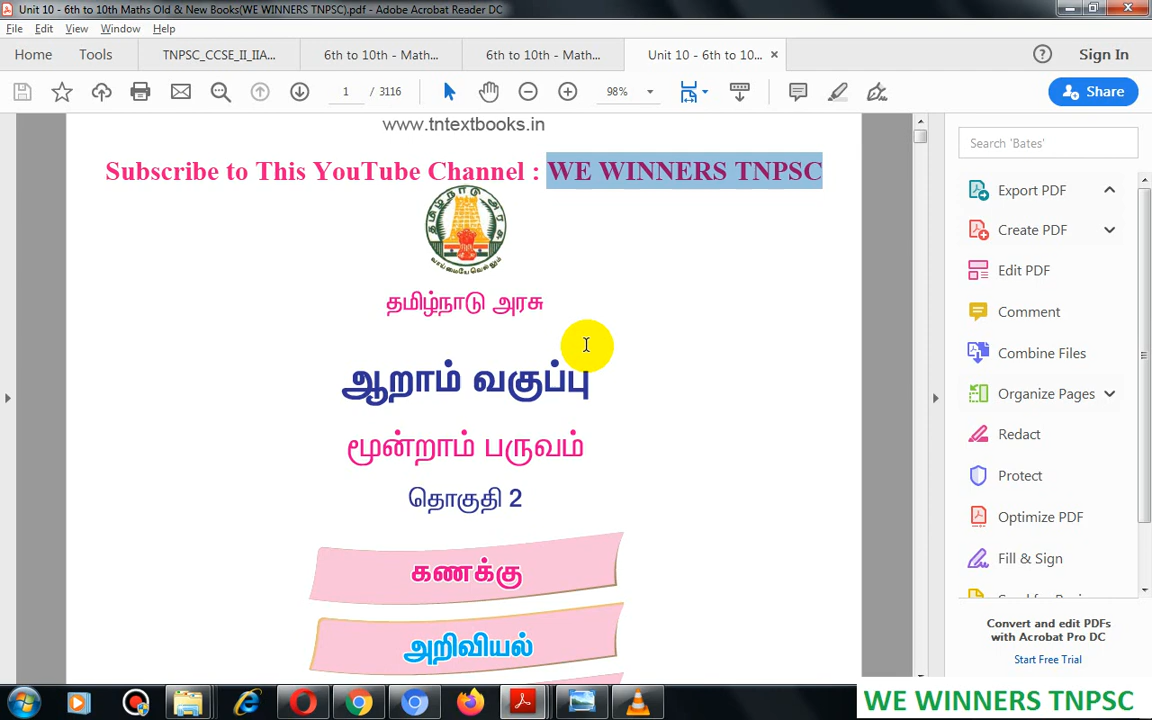 Unit 10 - 6th to 10th Maths Old & New Books(WE WINNERS TNPSC).pdf - Adobe Acrobat Reader DC
File Edit View Window Help
Home Tools TNPSC_CCSE_II_IIA... 6th to 10th - Math... 6th to 10th - Math... Unit 10 - 6th to 10...
Sign In
1 / 3116 98% Share
www.tntextbooks.in
Subscribe to This YouTube Channel : WE WINNERS TNPSC
தமிழ்நாடு அரசு
வாய்மையே வெல்லும்
தமிழ்நாடு அரசு
ஆறாம் வகுப்பு
மூன்றாம் பருவம்
தொகுதி 2
கணக்கு
அறிவியல்
Search 'Bates'
Export PDF
Create PDF
Edit PDF
Comment
Combine Files
Organize Pages
Redact
Protect
Optimize PDF
Fill & Sign
Convert and edit PDFs
with Acrobat Pro DC
Start Free Trial
WE WINNERS TNPSC